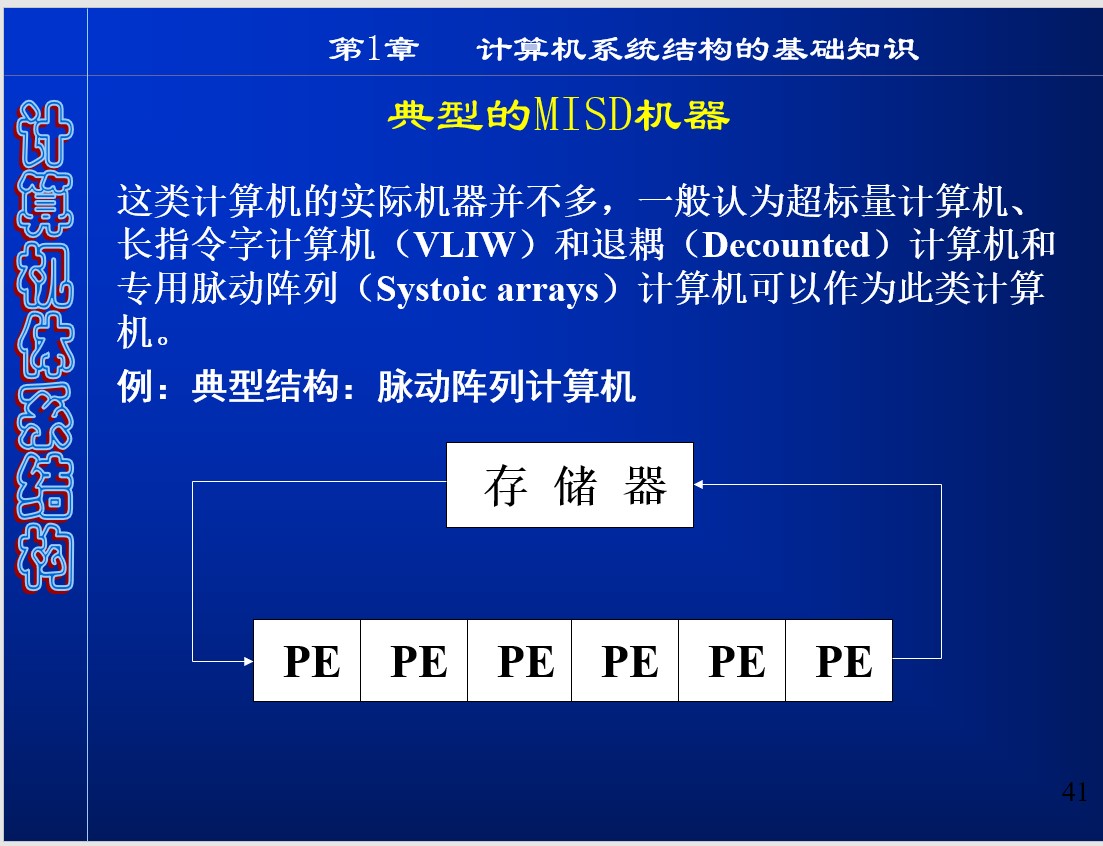 第1章 计算机系统结构的基础知识
计算机体系结构
典型的MISD机器
这类计算机的实际机器并不多，一般认为超标量计算机、
长指令字计算机（VLIW）和退耦（Decounted）计算机和
专用脉动阵列（Systoic arrays）计算机可以作为此类计算
机。
例：典型结构：脉动阵列计算机
存 储 器
PE PE PE PE PE PE
41